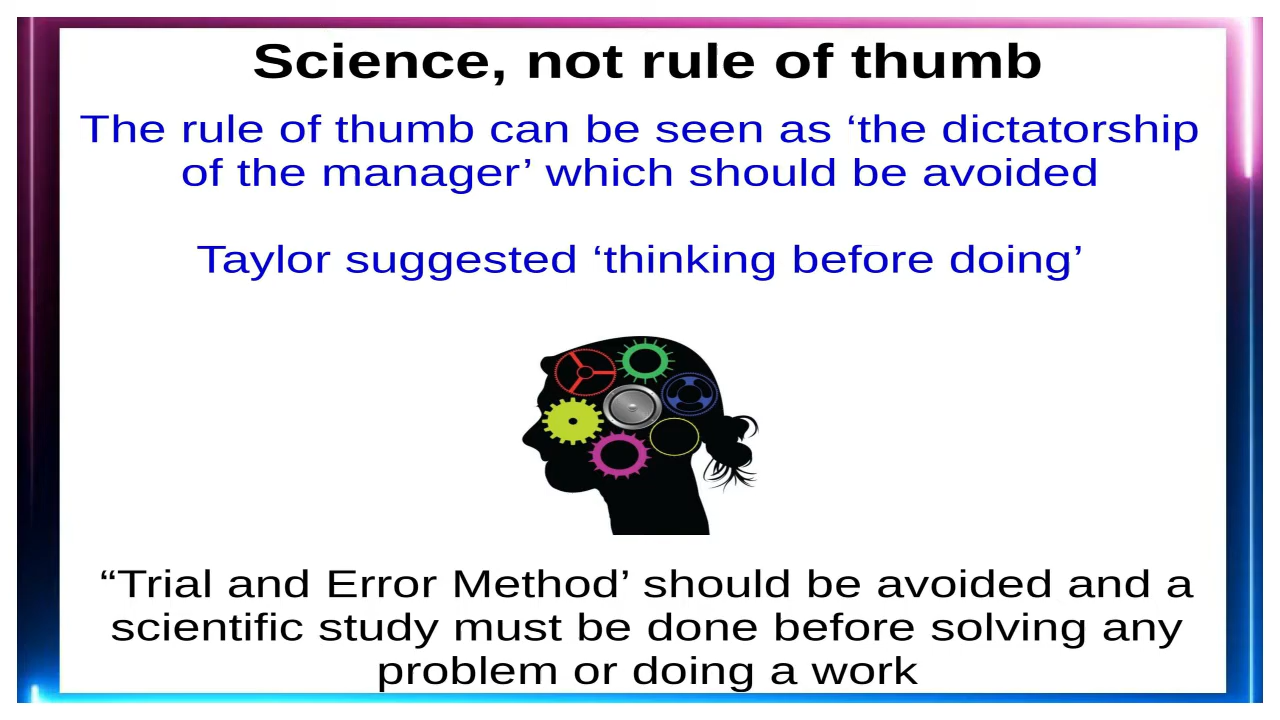 Science, not rule of thumb
The rule of thumb can be seen as ‘the dictatorship
of the manager’ which should be avoided
Taylor suggested ‘thinking before doing’
“Trial and Error Method’ should be avoided and a
scientific study must be done before solving any
problem or doing a work